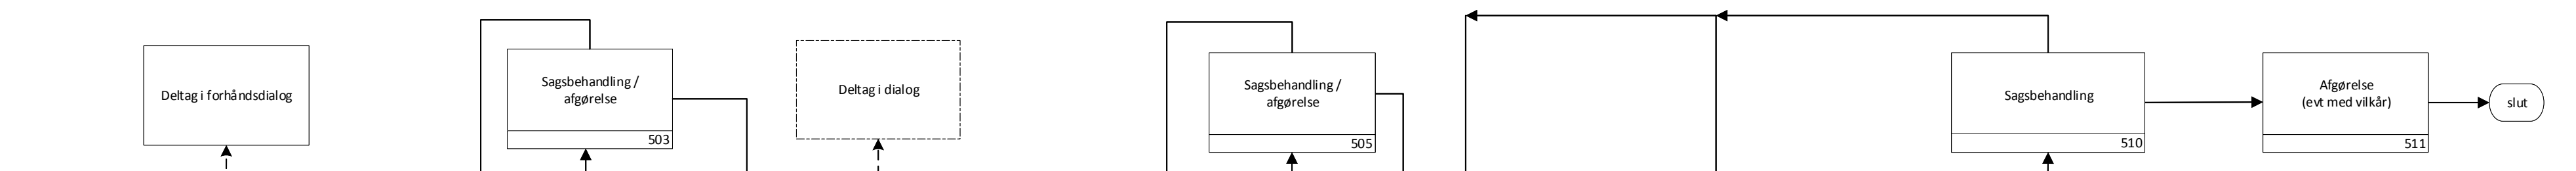 Deltag i forhåndsdialog
Sagsbehandling /
afgørelse
503
Deltag i dialog
Sagsbehandling /
afgørelse
505
Sagsbehandling
510
Afgørelse
(evt med vilkår)
511
slut